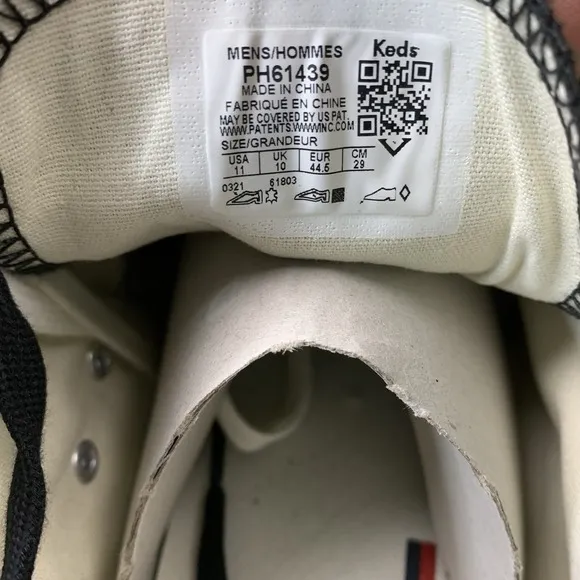 MENS/HOMMES Keds
PH61439
MADE IN CHINA
FABRIQUÉ EN CHINE
MAY BE COVERED BY US PAT.
WWW.PATENTS.WWWINC.COM
SIZE/GRANDEUR
USA UK EUR CM
11 10 44.5 29
0321 61803